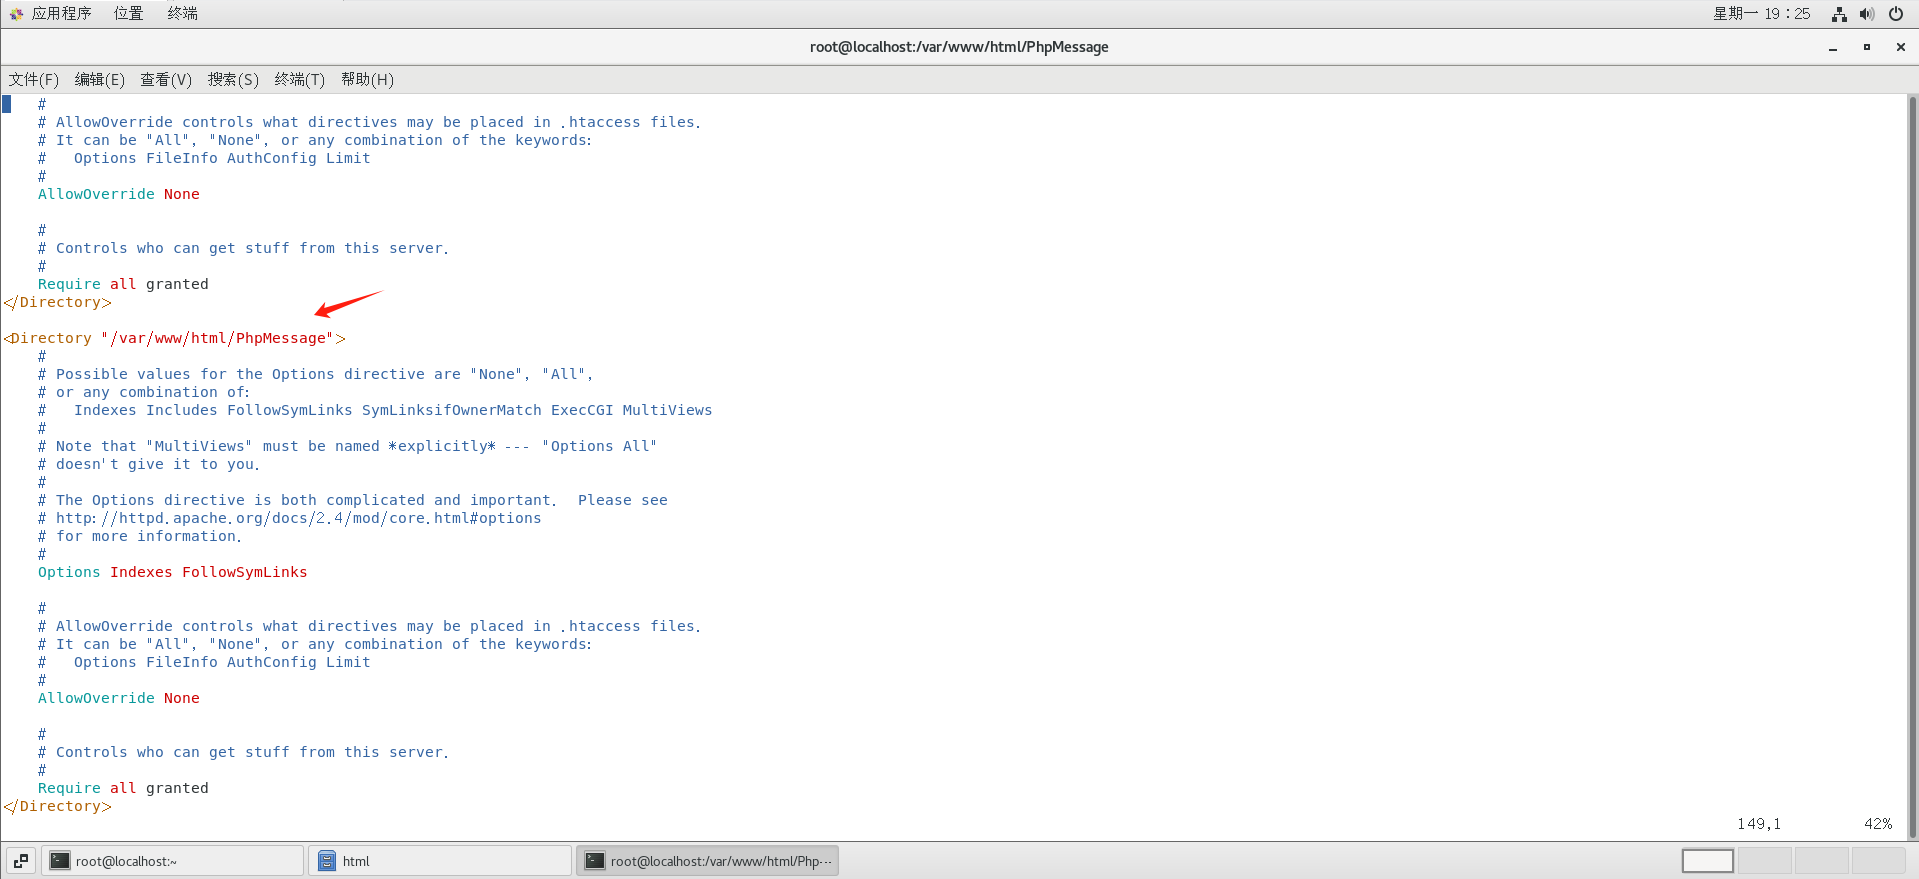 应用程序 位置 终端 星期一 19：25
root@localhost:/var/www/html/PhpMessage
文件(F) 编辑(E) 查看(V) 搜索(S) 终端(T) 帮助(H)
#
# AllowOverride controls what directives may be placed in .htaccess files.
# It can be "All", "None", or any combination of the keywords:
#   Options FileInfo AuthConfig Limit
#
AllowOverride None
#
# Controls who can get stuff from this server.
#
Require all granted
</Directory>
<Directory "/var/www/html/PhpMessage">
#
# Possible values for the Options directive are "None", "All",
# or any combination of:
#   Indexes Includes FollowSymLinks SymLinksifOwnerMatch ExecCGI MultiViews
#
# Note that "MultiViews" must be named *explicitly* --- "Options All"
# doesn't give it to you.
#
# The Options directive is both complicated and important.  Please see
# http://httpd.apache.org/docs/2.4/mod/core.html#options
# for more information.
#
Options Indexes FollowSymLinks
#
# AllowOverride controls what directives may be placed in .htaccess files.
# It can be "All", "None", or any combination of the keywords:
#   Options FileInfo AuthConfig Limit
#
AllowOverride None
#
# Controls who can get stuff from this server.
#
Require all granted
</Directory>
149,1 42%
root@localhost:~ html root@localhost:/var/www/html/Php···